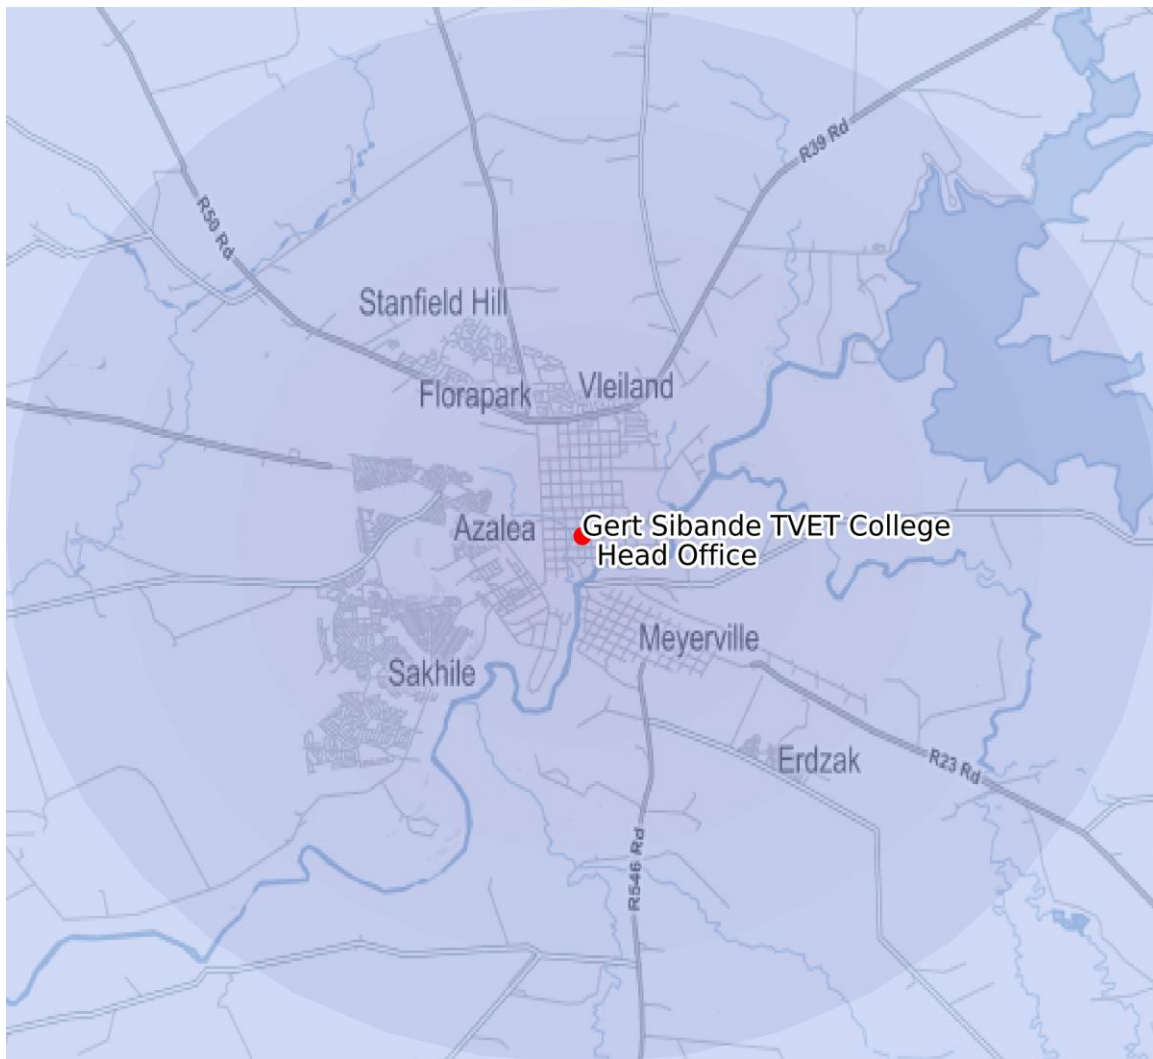 R39 Rd
R50 Rd
Stanfield Hill
Florapark
Vleiland
Azalea
Gert Sibande TVET College
Head Office
Meyerville
Sakhile
Erdzak
R23 Rd
R546 Rd